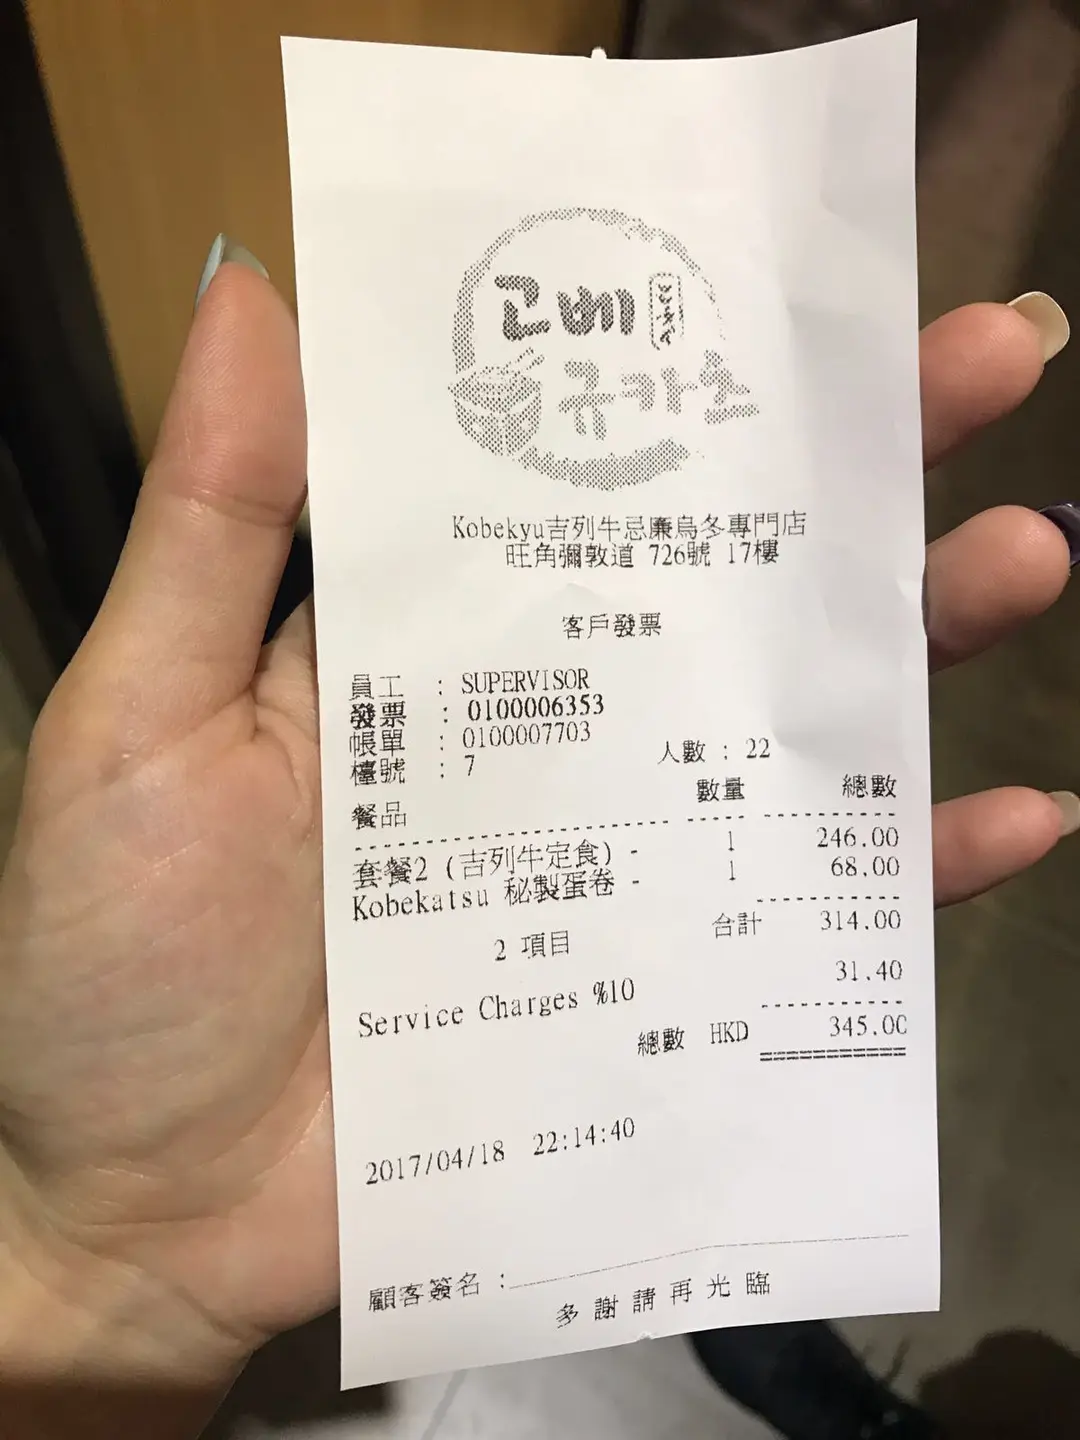 고베
규카츠
Kobekyu吉列牛忌廉烏冬專門店
旺角彌敦道 726號 17樓
客戶發票
員工 : SUPERVISOR
發票 : 0100006353
帳單 : 0100007703
檯號 : 7 人數 : 22
餐品 數量 總數
套餐2 (吉列牛定食) - 1 246.00
Kobekatsu 秘製蛋卷 - 1 68.00
2 項目 合計 314.00
Service Charges %10 31.40
總數 HKD 345.00
2017/04/18 22:14:40
顧客簽名 :
多謝請再光臨